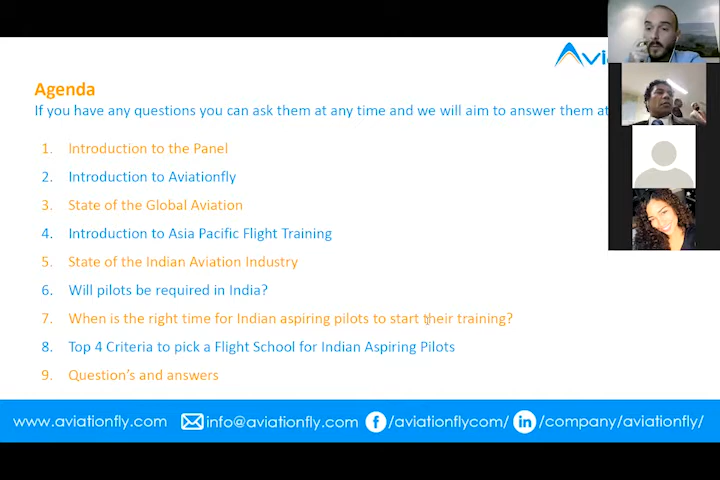 Agenda
If you have any questions you can ask them at any time and we will aim to answer them at
1. Introduction to the Panel
2. Introduction to Aviationfly
3. State of the Global Aviation
4. Introduction to Asia Pacific Flight Training
5. State of the Indian Aviation Industry
6. Will pilots be required in India?
7. When is the right time for Indian aspiring pilots to start their training?
8. Top 4 Criteria to pick a Flight School for Indian Aspiring Pilots
9. Question's and answers
www.aviationfly.com info@aviationfly.com /aviationflycom/ /company/aviationfly/